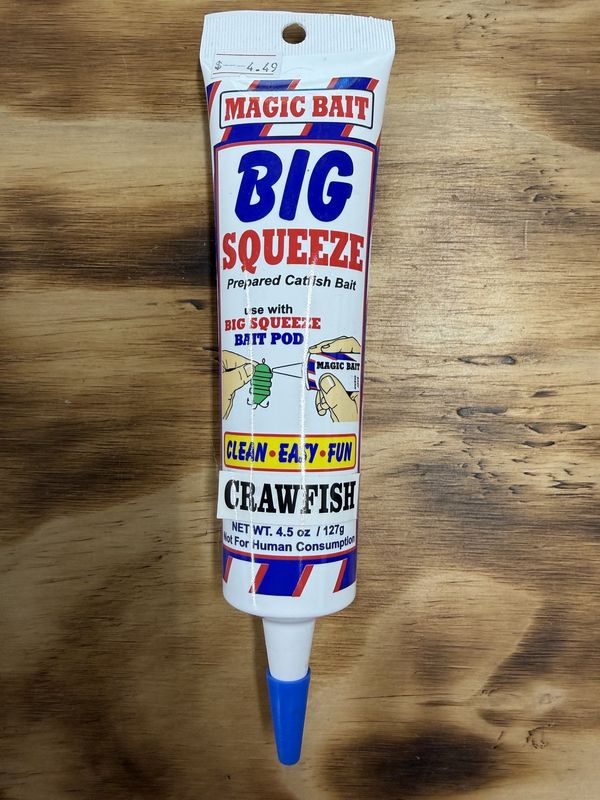 $---4.49
MAGIC BAIT
BIG
SQUEEZE
Prepared Catfish Bait
use with
BIG SQUEEZE
BAIT POD
MAGIC BAIT
CLEAN • EASY • FUN
CRAWFISH
NET WT. 4.5 oz / 127g
Not For Human Consumption